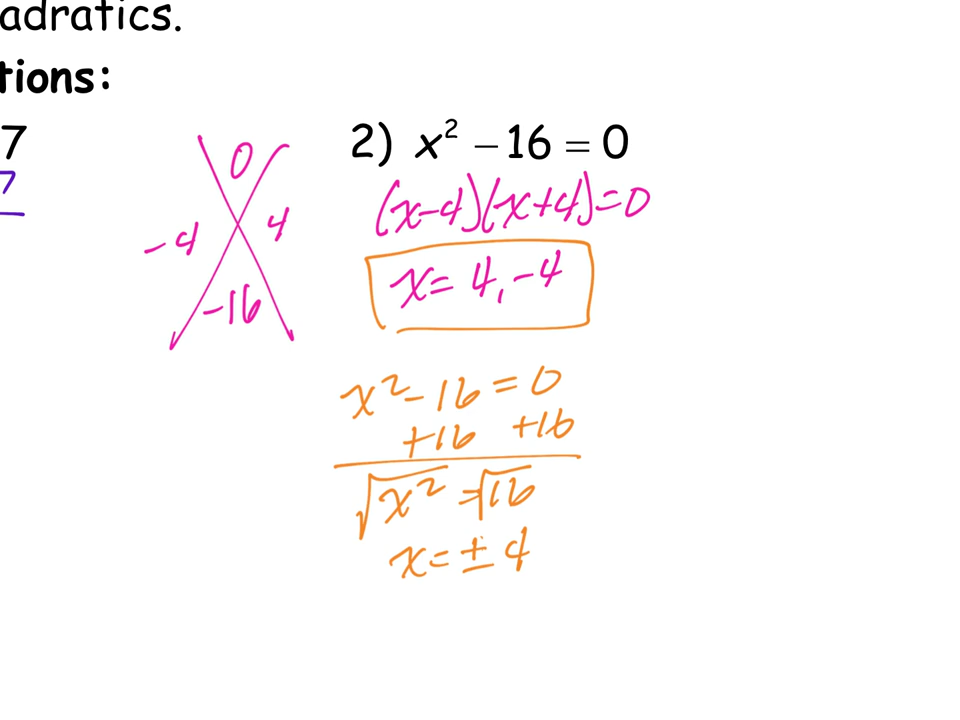 adratics.
tions:
7
7
0
-4 4
-16
2) x² – 16 = 0
(x-4)(x+4)=0
x= 4, -4
x²-16 = 0
+16 +16
√x² = √16
x= ± 4